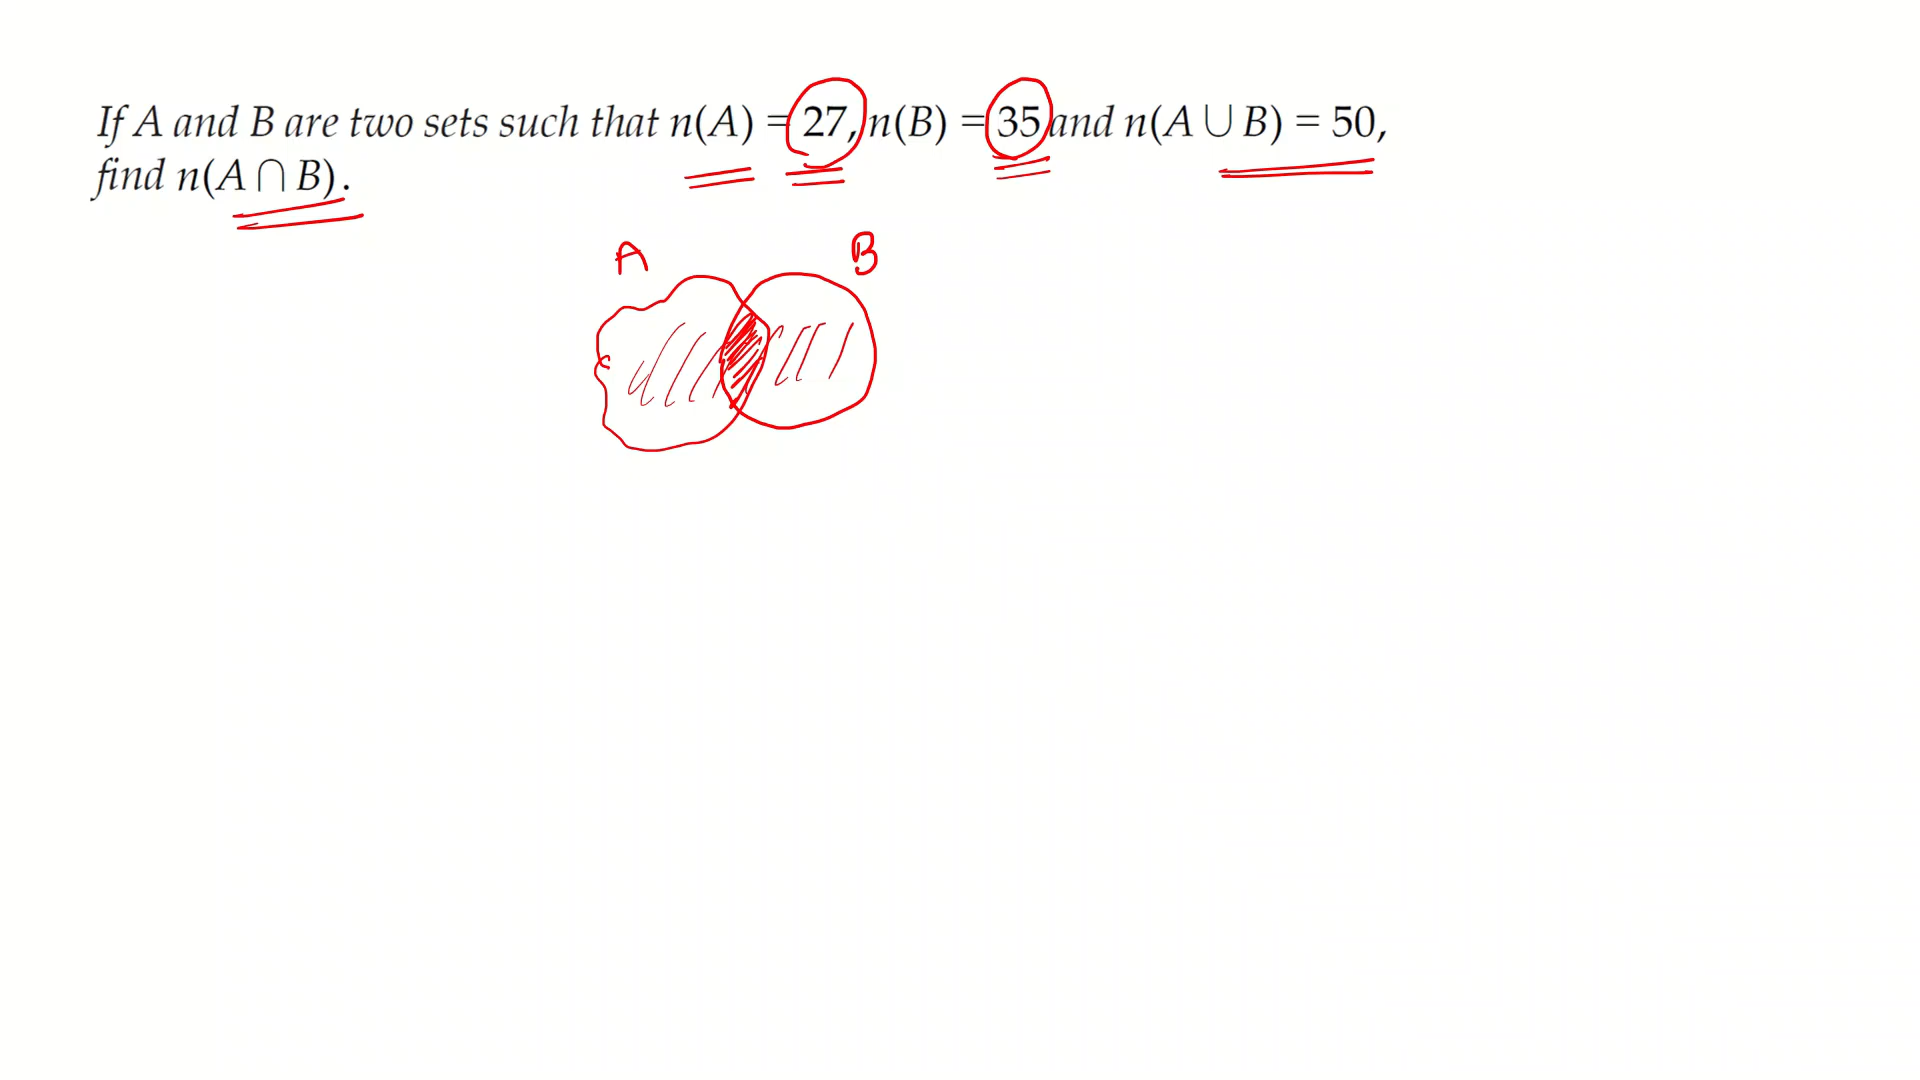 If A and B are two sets such that n(A) = 27, n(B) = 35 and n(A ∪ B) = 50,
find n(A ∩ B).
A B